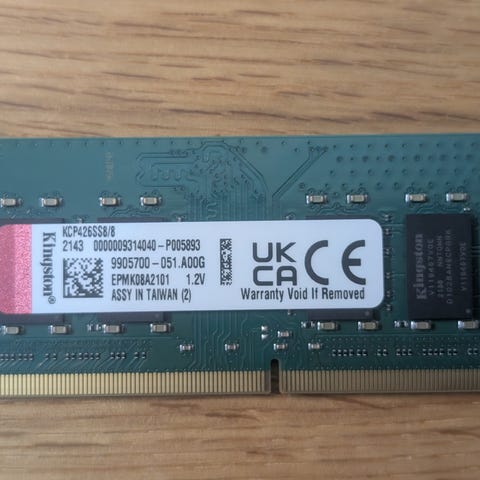 Kingston
KCP426SS8/8
2143 0000009314040-P005893
9905700-051.A00G
EPMK08A2101 1.2V
ASSY IN TAIWAN (2)
UK
CA CE
Warranty Void If Removed
Kingston